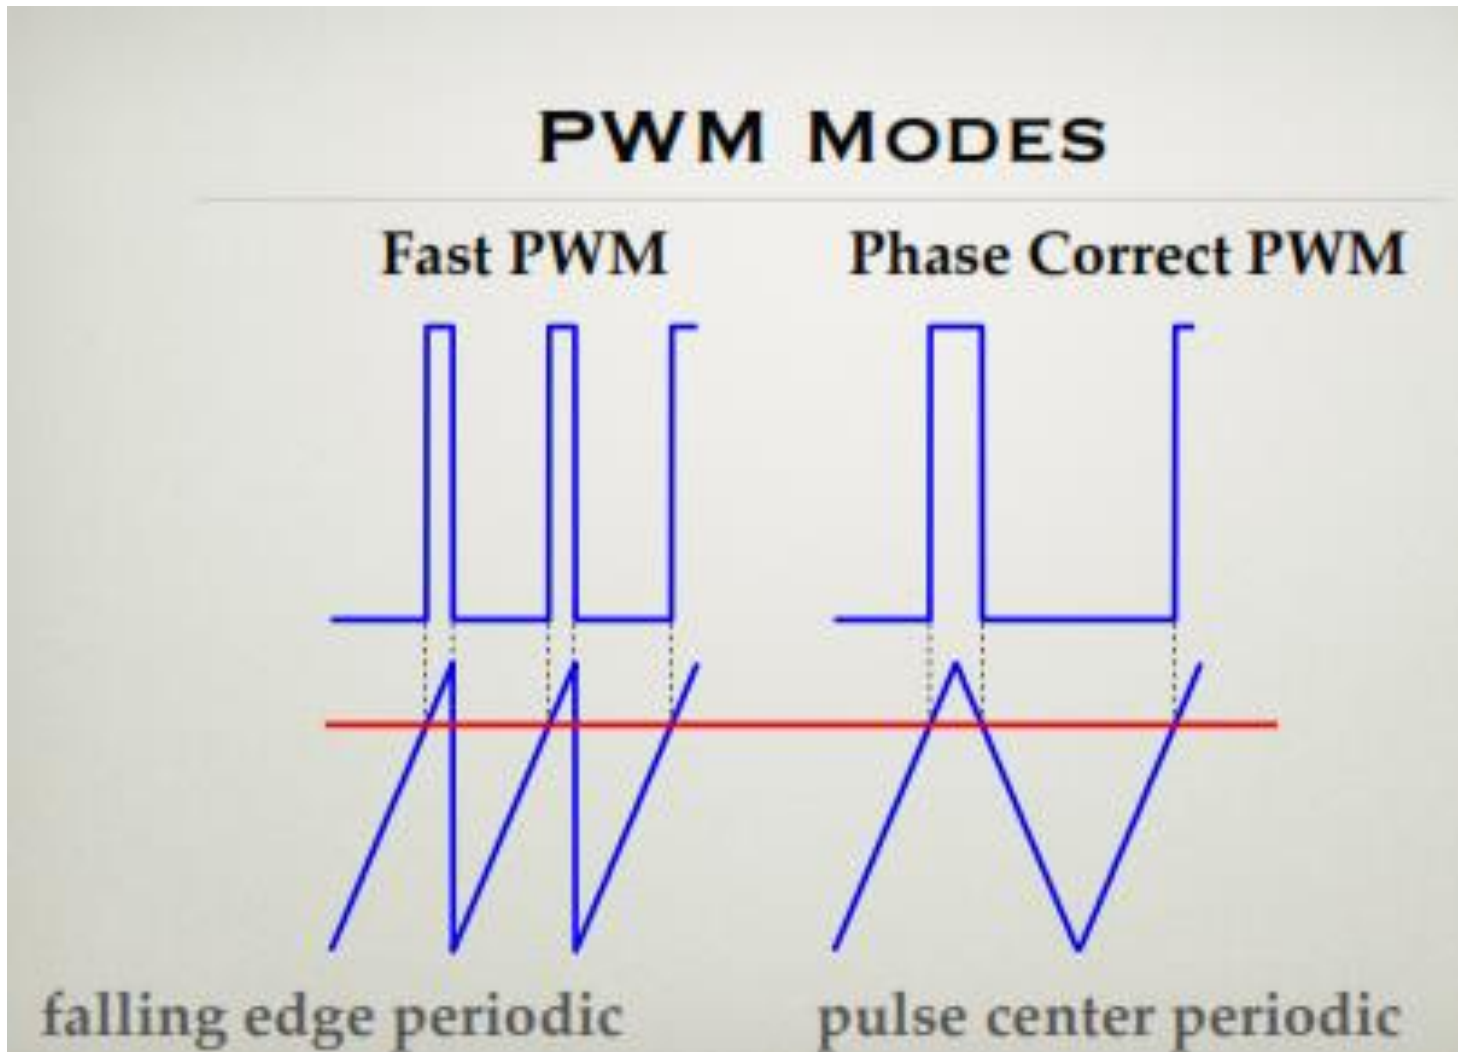 PWM MODES
Fast PWM
Phase Correct PWM
falling edge periodic
pulse center periodic